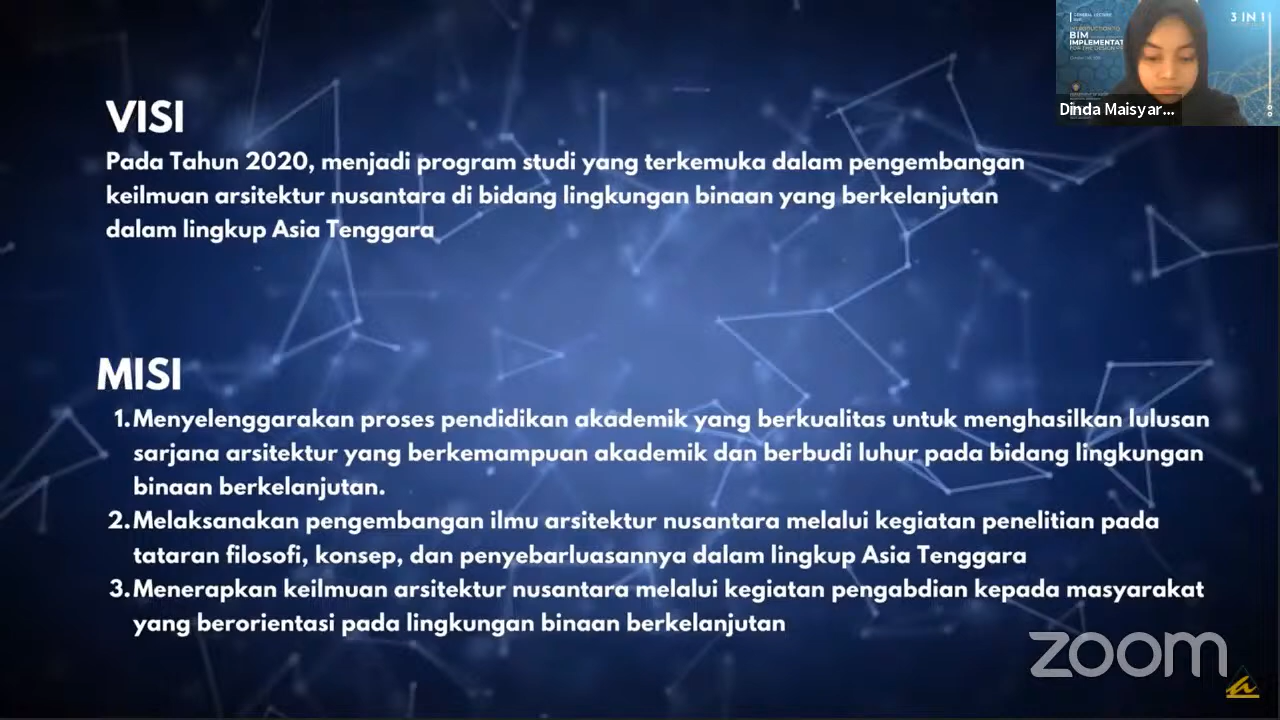 VISI
Pada Tahun 2020, menjadi program studi yang terkemuka dalam pengembangan
keilmuan arsitektur nusantara di bidang lingkungan binaan yang berkelanjutan
dalam lingkup Asia Tenggara
MISI
1. Menyelenggarakan proses pendidikan akademik yang berkualitas untuk menghasilkan lulusan
sarjana arsitektur yang berkemampuan akademik dan berbudi luhur pada bidang lingkungan
binaan berkelanjutan.
2. Melaksanakan pengembangan ilmu arsitektur nusantara melalui kegiatan penelitian pada
tataran filosofi, konsep, dan penyebarluasannya dalam lingkup Asia Tenggara
3. Menerapkan keilmuan arsitektur nusantara melalui kegiatan pengabdian kepada masyarakat
yang berorientasi pada lingkungan binaan berkelanjutan
3 IN 1
BIM
IMPLEMENTAT
Dinda Maisyar...
zoom